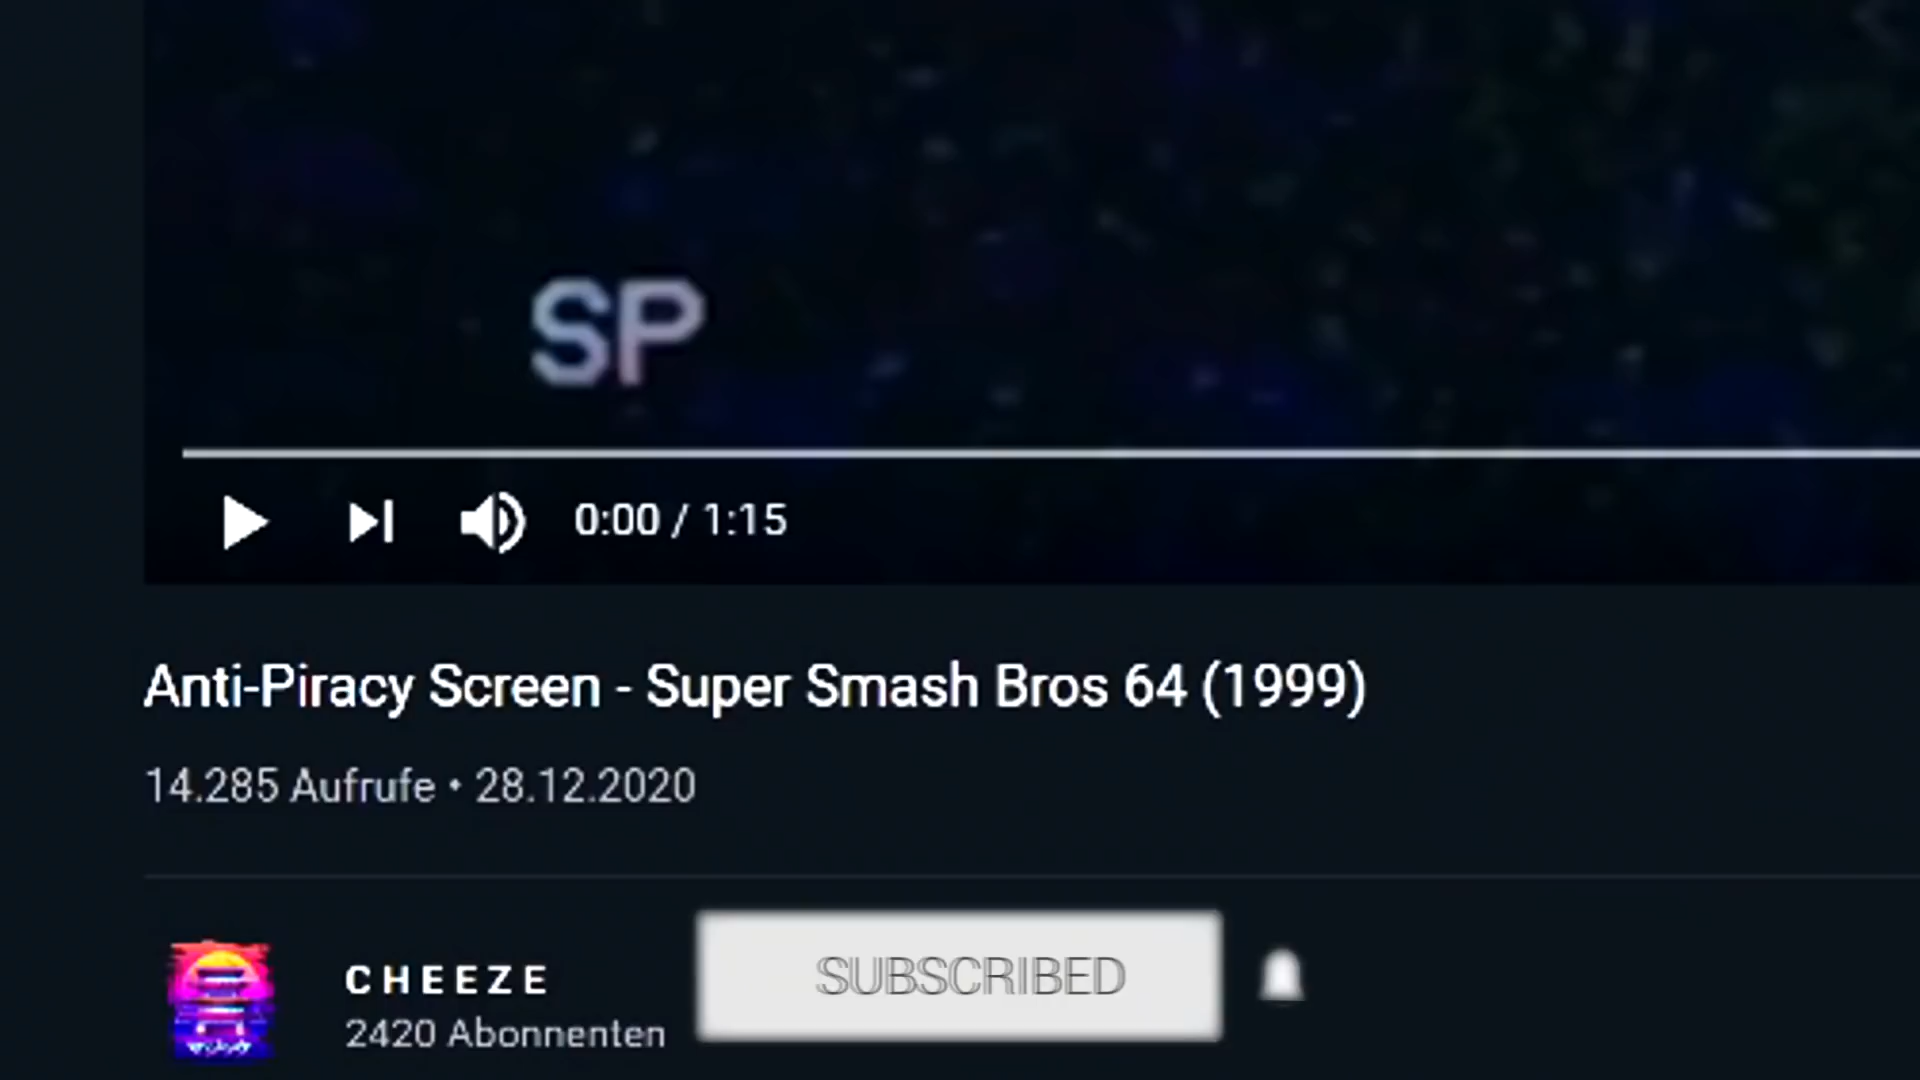 SP
0:00 / 1:15
Anti-Piracy Screen - Super Smash Bros 64 (1999)
14.285 Aufrufe • 28.12.2020
CHEEZE
SUBSCRIBED
2420 Abonnenten